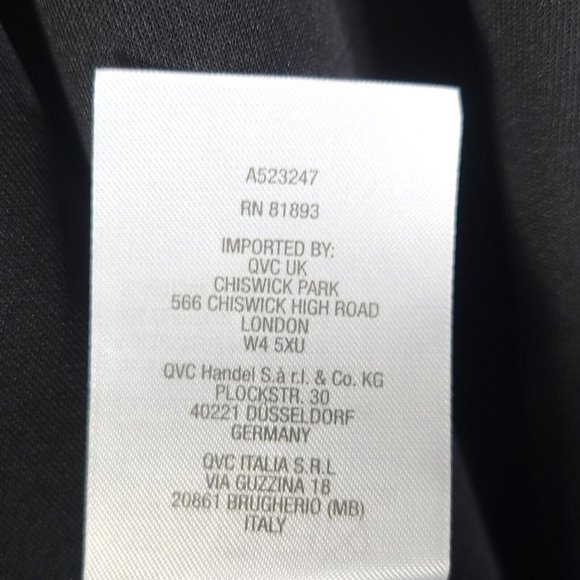 A523247
RN 81893
IMPORTED BY:
QVC UK
CHISWICK PARK
566 CHISWICK HIGH ROAD
LONDON
W4 5XU
QVC Handel S.à r.l. & Co. KG
PLOCKSTR. 30
40221 DÜSSELDORF
GERMANY
QVC ITALIA S.R.L
VIA GUZZINA 18
20861 BRUGHERIO (MB)
ITALY